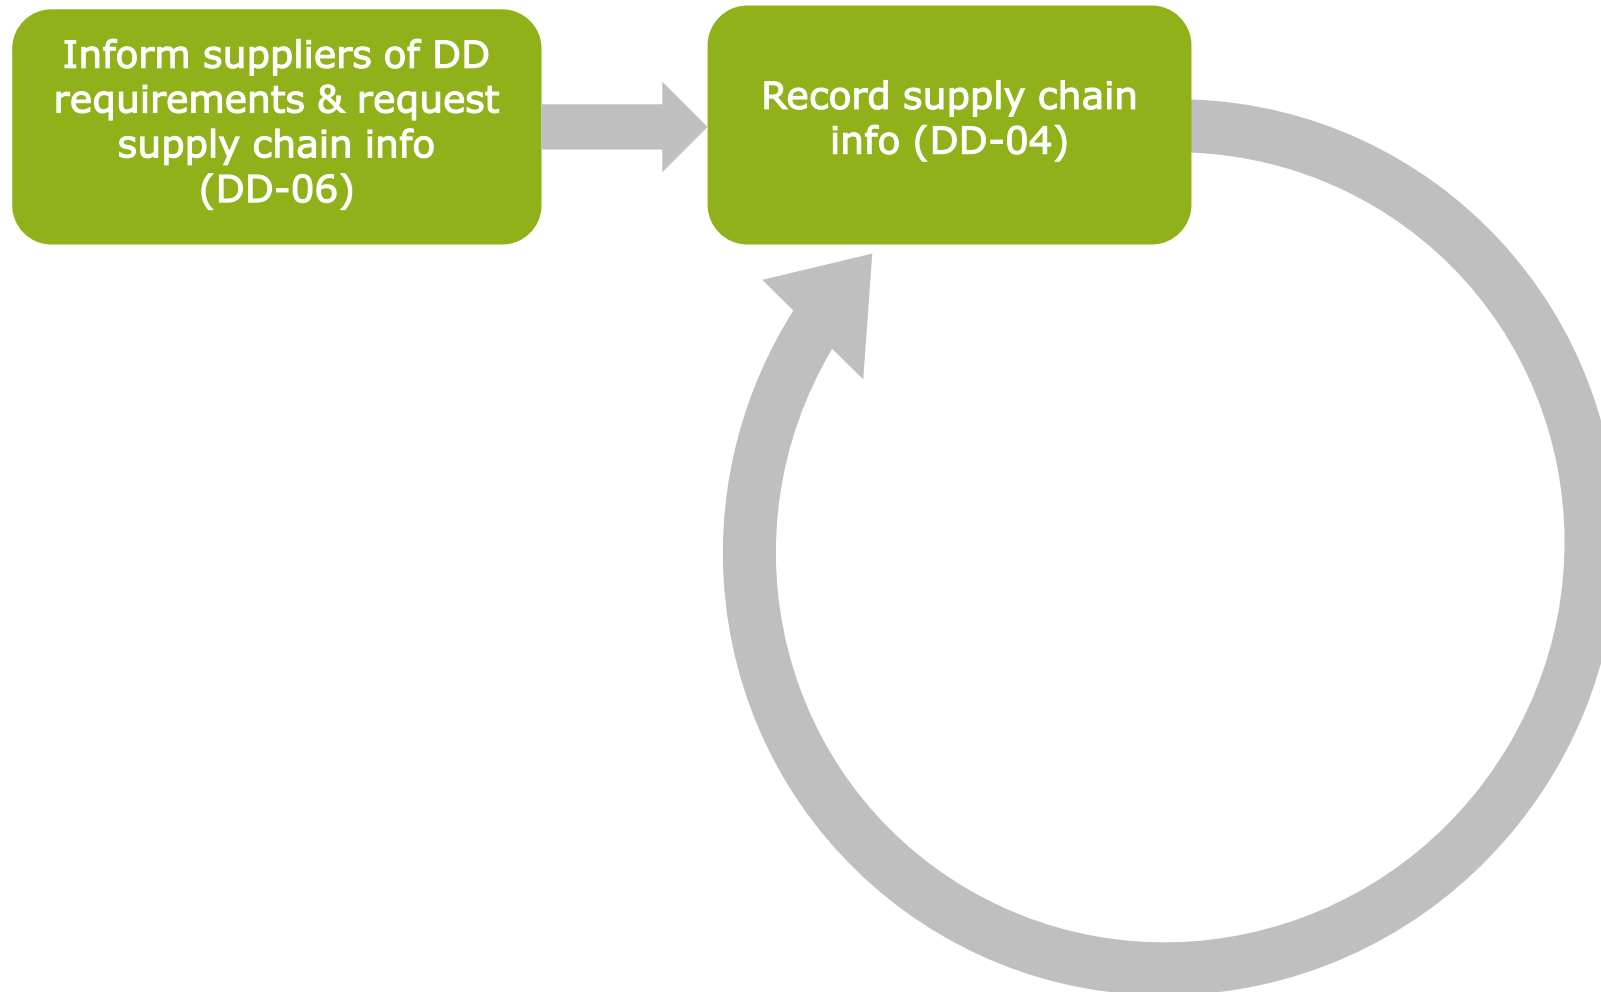 Inform suppliers of DD
requirements & request
supply chain info
(DD-06)
Record supply chain
info (DD-04)